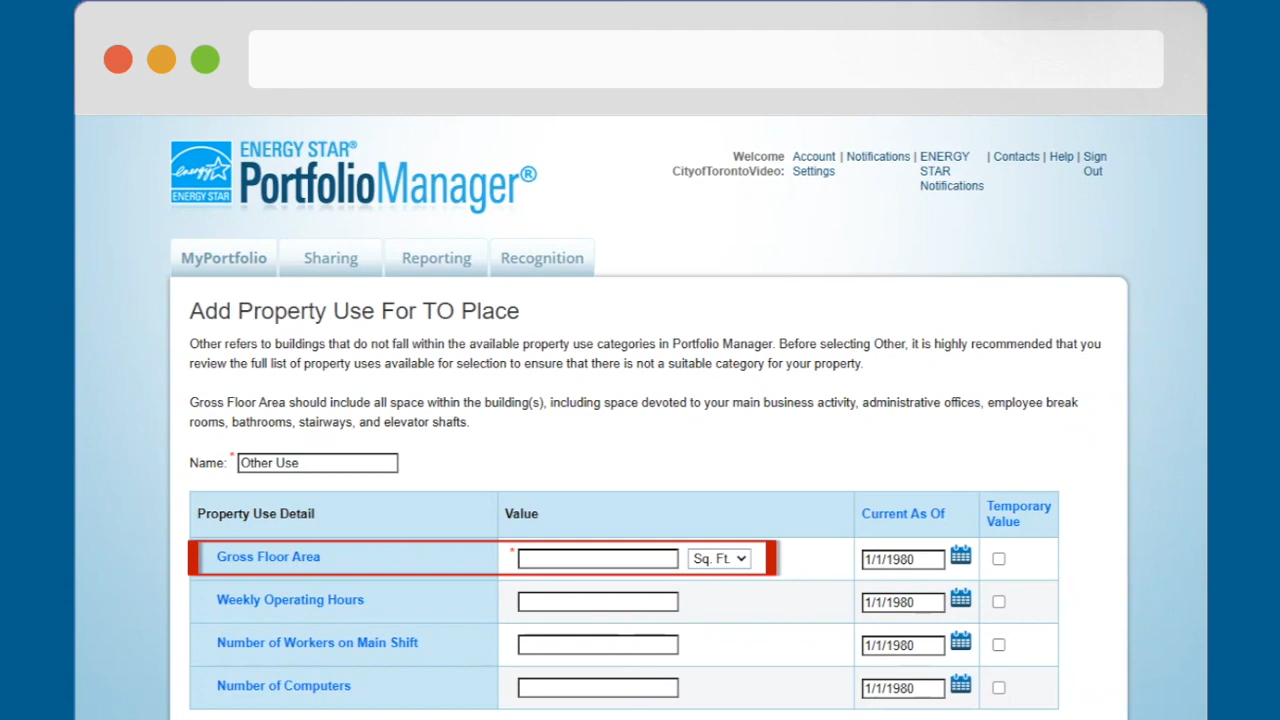 ENERGY STAR®
PortfolioManager®
energy
ENERGY STAR
Welcome CityofTorontoVideo:
Account Settings | Notifications | ENERGY STAR Notifications | Contacts | Help | Sign Out
MyPortfolio Sharing Reporting Recognition
Add Property Use For TO Place
Other refers to buildings that do not fall within the available property use categories in Portfolio Manager. Before selecting Other, it is highly recommended that you
review the full list of property uses available for selection to ensure that there is not a suitable category for your property.
Gross Floor Area should include all space within the building(s), including space devoted to your main business activity, administrative offices, employee break
rooms, bathrooms, stairways, and elevator shafts.
Name: * Other Use
Property Use Detail Value Current As Of Temporary Value
Gross Floor Area * Sq. Ft. 1/1/1980
Weekly Operating Hours 1/1/1980
Number of Workers on Main Shift 1/1/1980
Number of Computers 1/1/1980